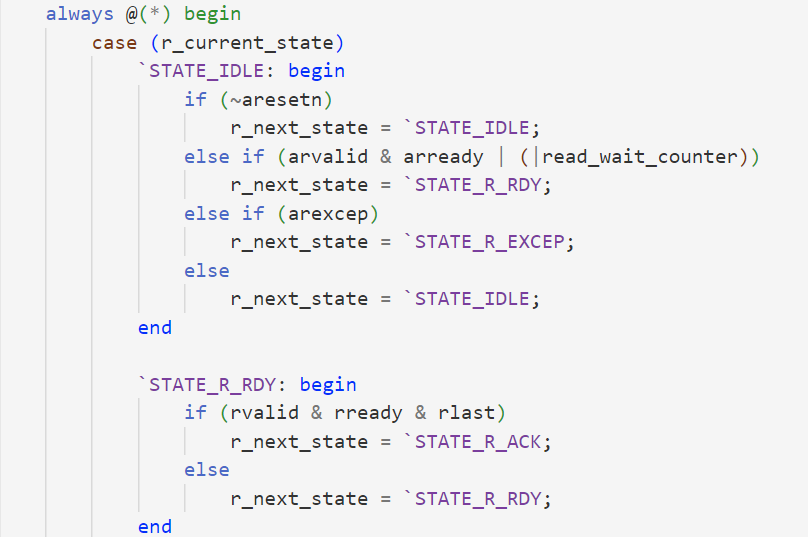 always @(*) begin
    case (r_current_state)
        `STATE_IDLE: begin
            if (~aresetn)
                r_next_state = `STATE_IDLE;
            else if (arvalid & arready | (|read_wait_counter))
                r_next_state = `STATE_R_RDY;
            else if (arexcep)
                r_next_state = `STATE_R_EXCEP;
            else
                r_next_state = `STATE_IDLE;
        end

        `STATE_R_RDY: begin
            if (rvalid & rready & rlast)
                r_next_state = `STATE_R_ACK;
            else
                r_next_state = `STATE_R_RDY;
        end